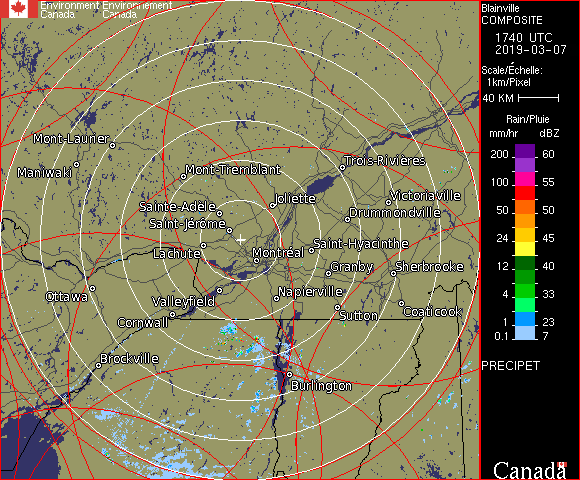 Environment Environnement
Canada Canada
Blainville
COMPOSITE
1740 UTC
2019-03-07
Scale/Échelle:
1km/Pixel
40 KM
Rain/Pluie
mm/hr dBZ
200 60
100 55
50 50
24 45
12 40
4 33
1 23
0.1 7
PRECIPET
Canada
Mont-Laurier
Maniwaki
Mont-Tremblant
Trois-Rivières
Joliette
Victoriaville
Sainte-Adèle
Drummondville
Saint-Jérôme
Lachute
Montréal
Saint-Hyacinthe
Granby
Sherbrooke
Ottawa
Valleyfield
Napierville
Cornwall
Sutton
Coaticook
Brockville
Burlington